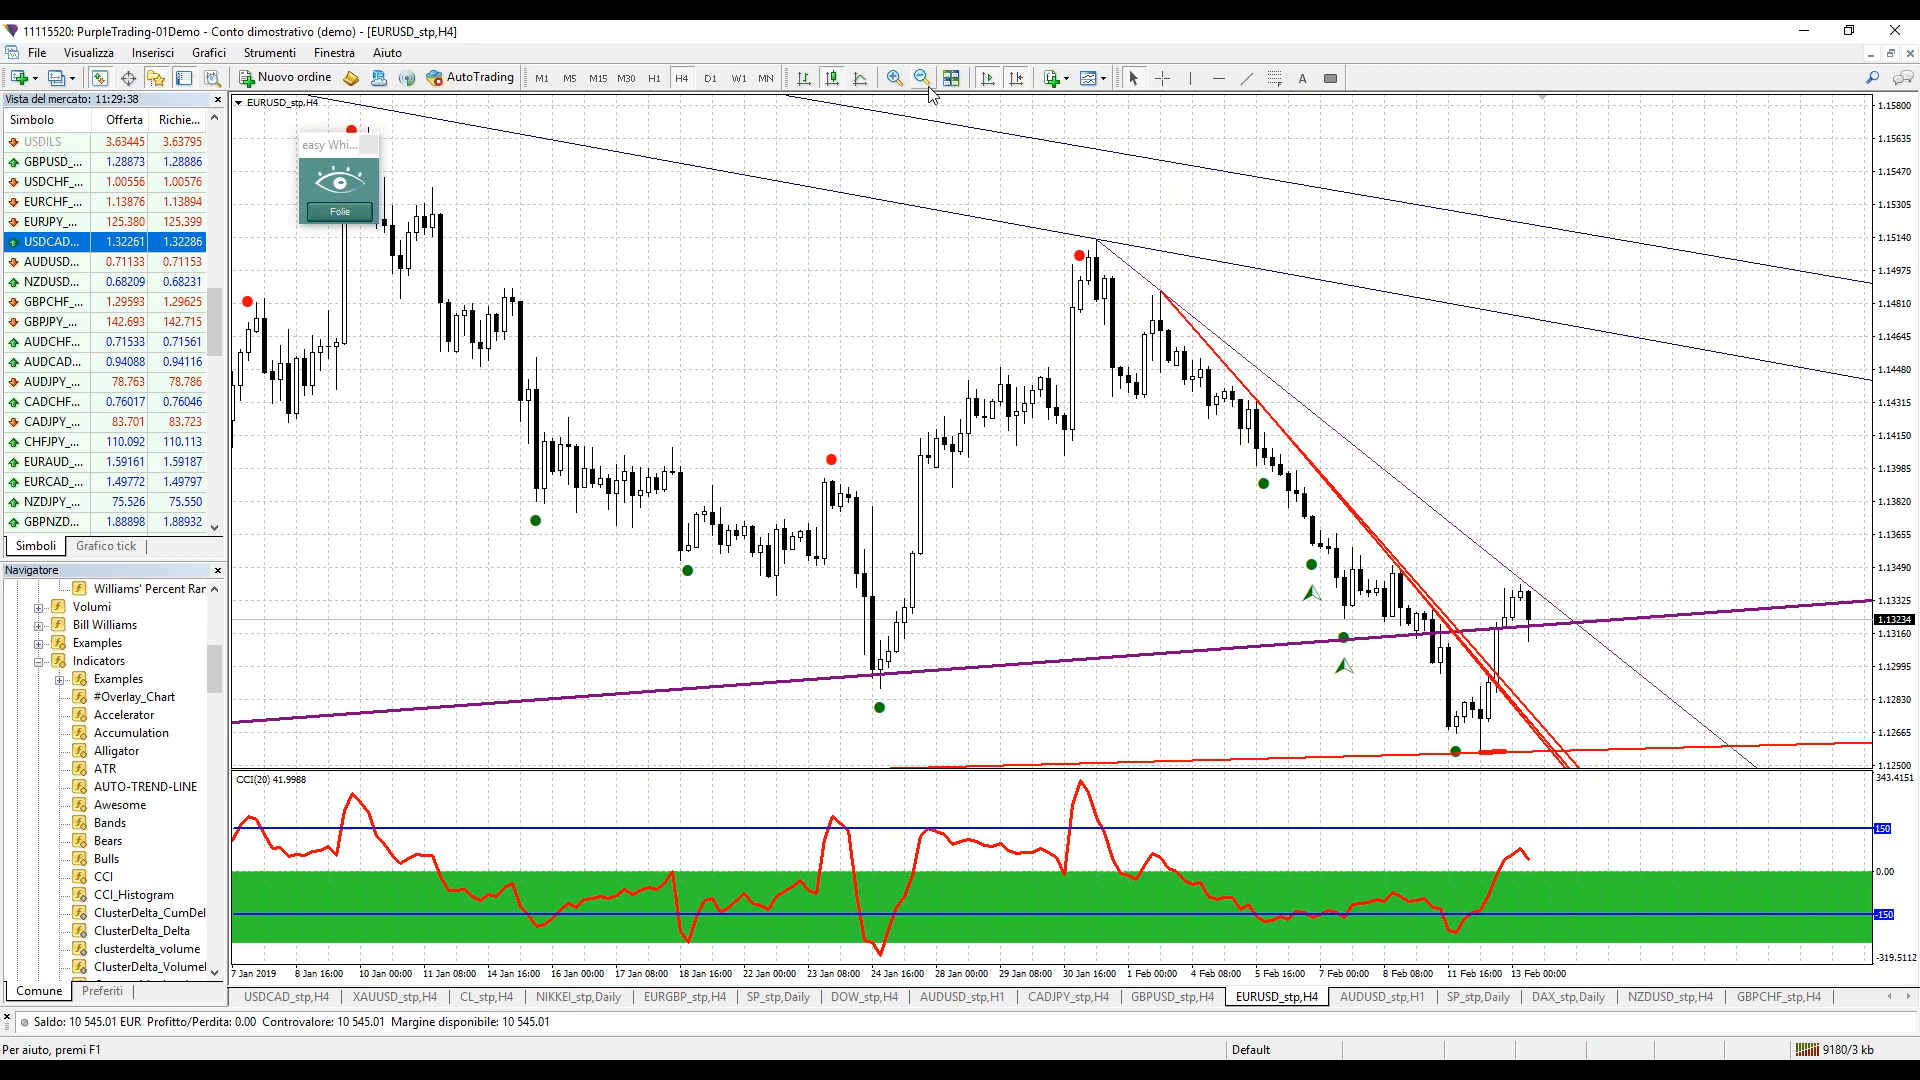 11115520: PurpleTrading-01Demo - Conto dimostrativo (demo) - [EURUSD_stp,H4]
File Visualizza Inserisci Grafici Strumenti Finestra Aiuto
Nuovo ordine AutoTrading M1 M5 M15 M30 H1 H4 D1 W1 MN A
Vista del mercato: 11:29:38
Simbolo Offerta Richie...
USDILS 3.63445 3.63795
GBPUSD_... 1.28873 1.28886
USDCHF_... 1.00556 1.00576
EURCHF_... 1.13876 1.13894
EURJPY_... 125.380 125.399
USDCAD... 1.32261 1.32286
AUDUSD... 0.71133 0.71153
NZDUSD... 0.68209 0.68231
GBPCHF_... 1.29593 1.29625
GBPJPY_... 142.693 142.715
AUDCHF... 0.71533 0.71561
AUDCAD... 0.94088 0.94116
AUDJPY_... 78.763 78.786
CADCHF... 0.76017 0.76046
CADJPY_... 83.701 83.723
CHFJPY_... 110.092 110.113
EURAUD_... 1.59161 1.59187
EURCAD_... 1.49772 1.49797
NZDJPY_... 75.526 75.550
GBPNZD... 1.88898 1.88932
Simboli Grafico tick
Navigatore
Williams' Percent Ran
Volumi
Bill Williams
Examples
Indicators
Examples
#Overlay_Chart
Accelerator
Accumulation
Alligator
ATR
AUTO-TREND-LINE
Awesome
Bands
Bears
Bulls
CCI
CCI_Histogram
ClusterDelta_CumDel
ClusterDelta_Delta
clusterdelta_volume
ClusterDelta_Volumel
Comune Preferiti
EURUSD_stp,H4
easy Whi...
Folie
1.15800
1.15635
1.15470
1.15305
1.15140
1.14975
1.14810
1.14645
1.14480
1.14315
1.14150
1.13985
1.13820
1.13655
1.13490
1.13325
1.13234
1.13160
1.12995
1.12830
1.12665
1.12500
CCI(20) 41.9988
343.4151
150
0.00
-150
-319.5112
7 Jan 2019 8 Jan 16:00 10 Jan 00:00 11 Jan 08:00 14 Jan 16:00 16 Jan 00:00 17 Jan 08:00 18 Jan 16:00 22 Jan 00:00 23 Jan 08:00 24 Jan 16:00 28 Jan 00:00 29 Jan 08:00 30 Jan 16:00 1 Feb 00:00 4 Feb 08:00 5 Feb 16:00 7 Feb 00:00 8 Feb 08:00 11 Feb 16:00 13 Feb 00:00
USDCAD_stp,H4 XAUUSD_stp,H4 CL_stp,H4 NIKKEI_stp,Daily EURGBP_stp,H4 SP_stp,Daily DOW_stp,H4 AUDUSD_stp,H1 CADJPY_stp,H4 GBPUSD_stp,H4 EURUSD_stp,H4 AUDUSD_stp,H1 SP_stp,Daily DAX_stp,Daily NZDUSD_stp,H4 GBPCHF_stp,H4
Saldo: 10 545.01 EUR Profitto/Perdita: 0.00 Controvalore: 10 545.01 Margine disponibile: 10 545.01
Per aiuto, premi F1 Default 9180/3 kb